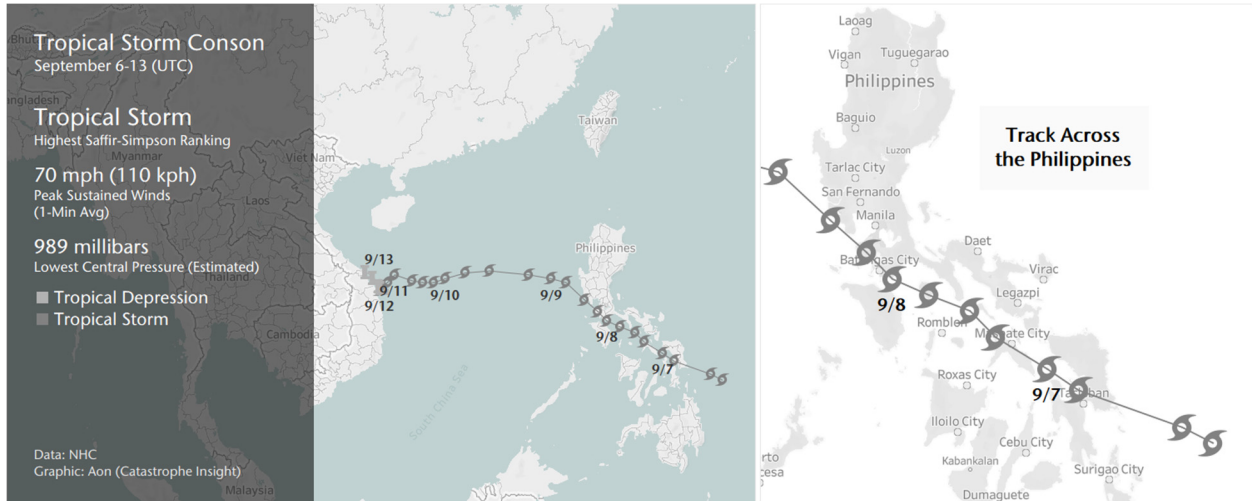 Tropical Storm Conson
September 6-13 (UTC)
Tropical Storm
Highest Saffir-Simpson Ranking
70 mph (110 kph)
Peak Sustained Winds
(1-Min Avg)
989 millibars
Lowest Central Pressure (Estimated)
Tropical Depression
Tropical Storm
Data: NHC
Graphic: Aon (Catastrophe Insight)
Myanmar
Viet Nam
Laos
Thailand
Cambodia
Malaysia
Taiwan
Philippines
South China Sea
9/13
9/11
9/12
9/10
9/9
9/8
9/7
Track Across
the Philippines
Laoag
Vigan
Tuguegarao
Philippines
Baguio
Luzon
Tarlac City
San Fernando
Manila
Daet
Batangas City
Virac
Legazpi
9/8
Romblon
Masbate City
Roxas City
9/7
Tacloban
Iloilo City
Cebu City
Kabankalan
Surigao City
Dumaguete